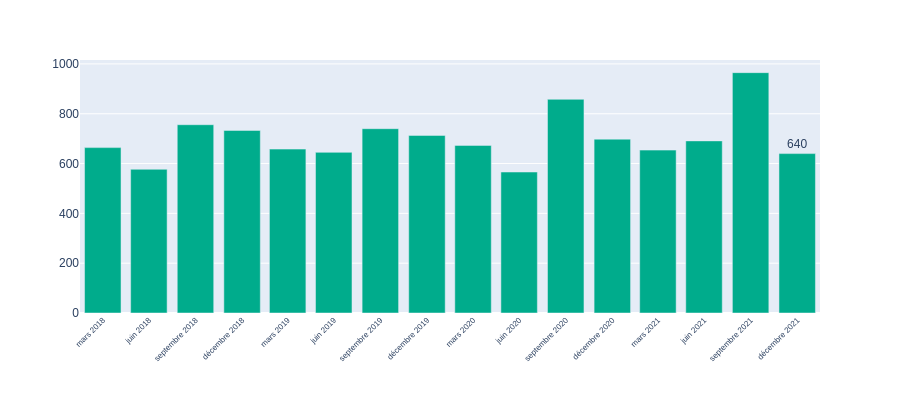 1000
800
600
400
200
0
640
mars 2018
juin 2018
septembre 2018
décembre 2018
mars 2019
juin 2019
septembre 2019
décembre 2019
mars 2020
juin 2020
septembre 2020
décembre 2020
mars 2021
juin 2021
septembre 2021
décembre 2021